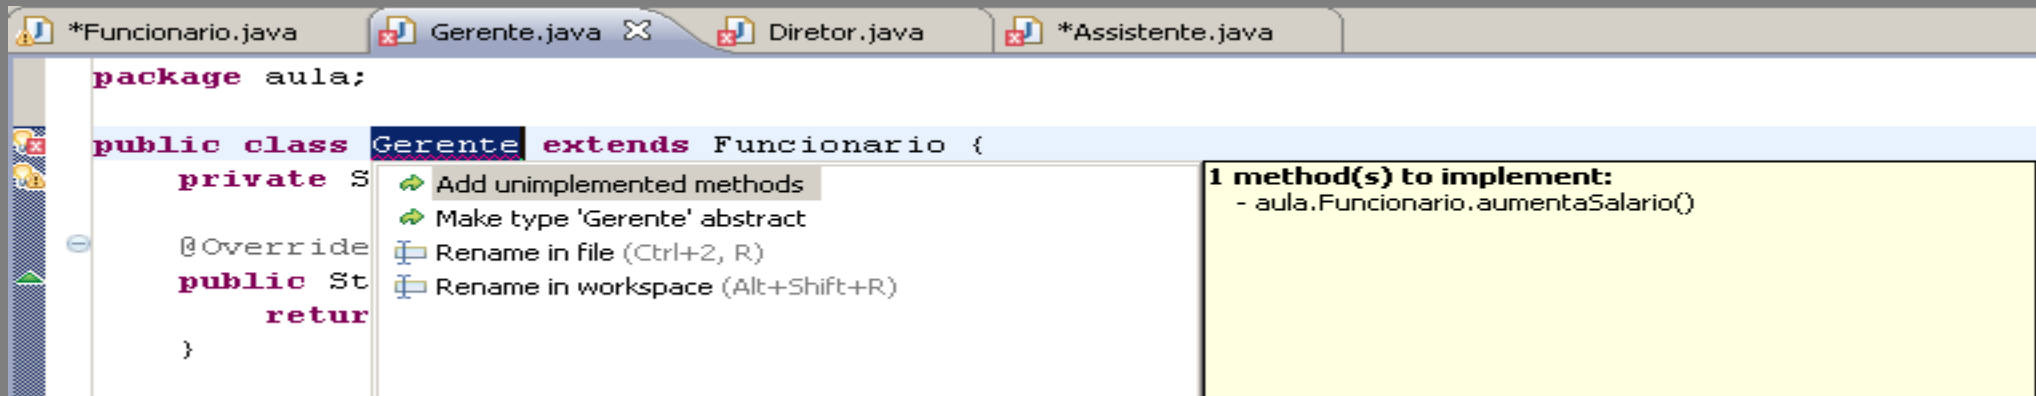 *Funcionario.java Gerente.java Diretor.java *Assistente.java
package aula;
public class Gerente extends Funcionario {
private S
@Override
public St
retur
}
Add unimplemented methods
Make type 'Gerente' abstract
Rename in file (Ctrl+2, R)
Rename in workspace (Alt+Shift+R)
1 method(s) to implement:
- aula.Funcionario.aumentaSalario()